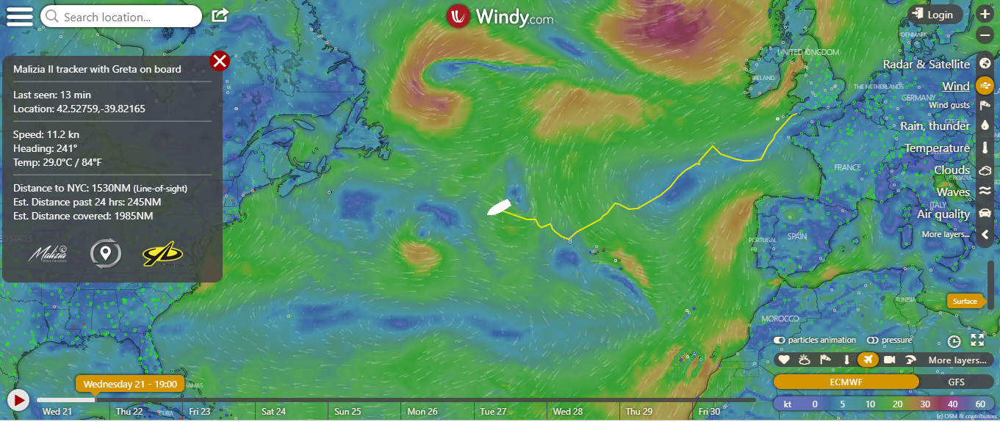 Search location...
Windy.com
Login
Malizia II tracker with Greta on board
Last seen: 13 min
Location: 42.52759,-39.82165
Speed: 11.2 kn
Heading: 241°
Temp: 29.0°C / 84°F
Distance to NYC: 1530NM (Line-of-sight)
Est. Distance past 24 hrs: 245NM
Est. Distance covered: 1985NM
Malizia
DENMARK
UNITED KINGDOM
IRELAND
THE NETHERLANDS
GERMANY
CZECHIA
FRANCE
CROATIA
ITALY
PORTUGAL
SPAIN
TUNISIA
MOROCCO
BAHAMAS
CUBA
Radar & Satellite
Wind
Wind gusts
Rain, thunder
Temperature
Clouds
Waves
Air quality
More layers...
Surface
particles animation
pressure
More layers...
ECMWF
GFS
kt 0 5 10 20 30 40 60
(c) OSM & contributors
Wednesday 21 - 19:00
Wed 21
Thu 22
Fri 23
Sat 24
Sun 25
Mon 26
Tue 27
Wed 28
Thu 29
Fri 30